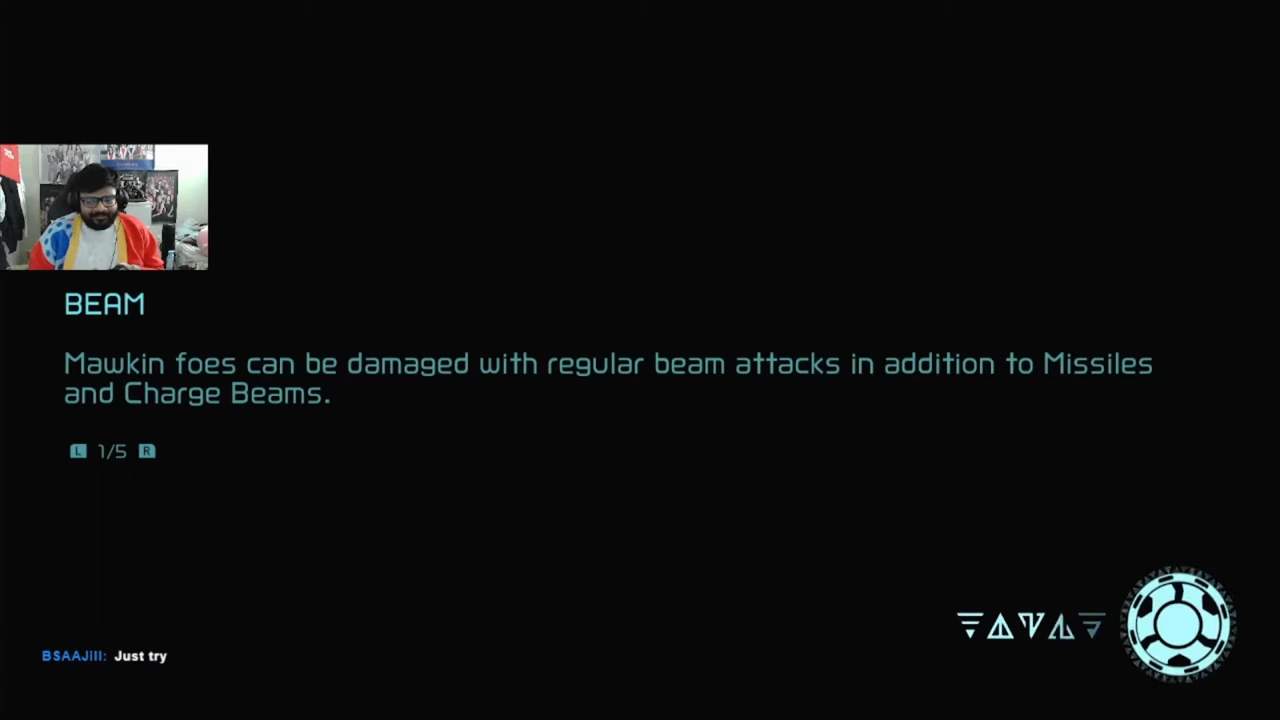 BEAM
Mawkin foes can be damaged with regular beam attacks in addition to Missiles
and Charge Beams.
L 1/5 R
BSAAJill: Just try